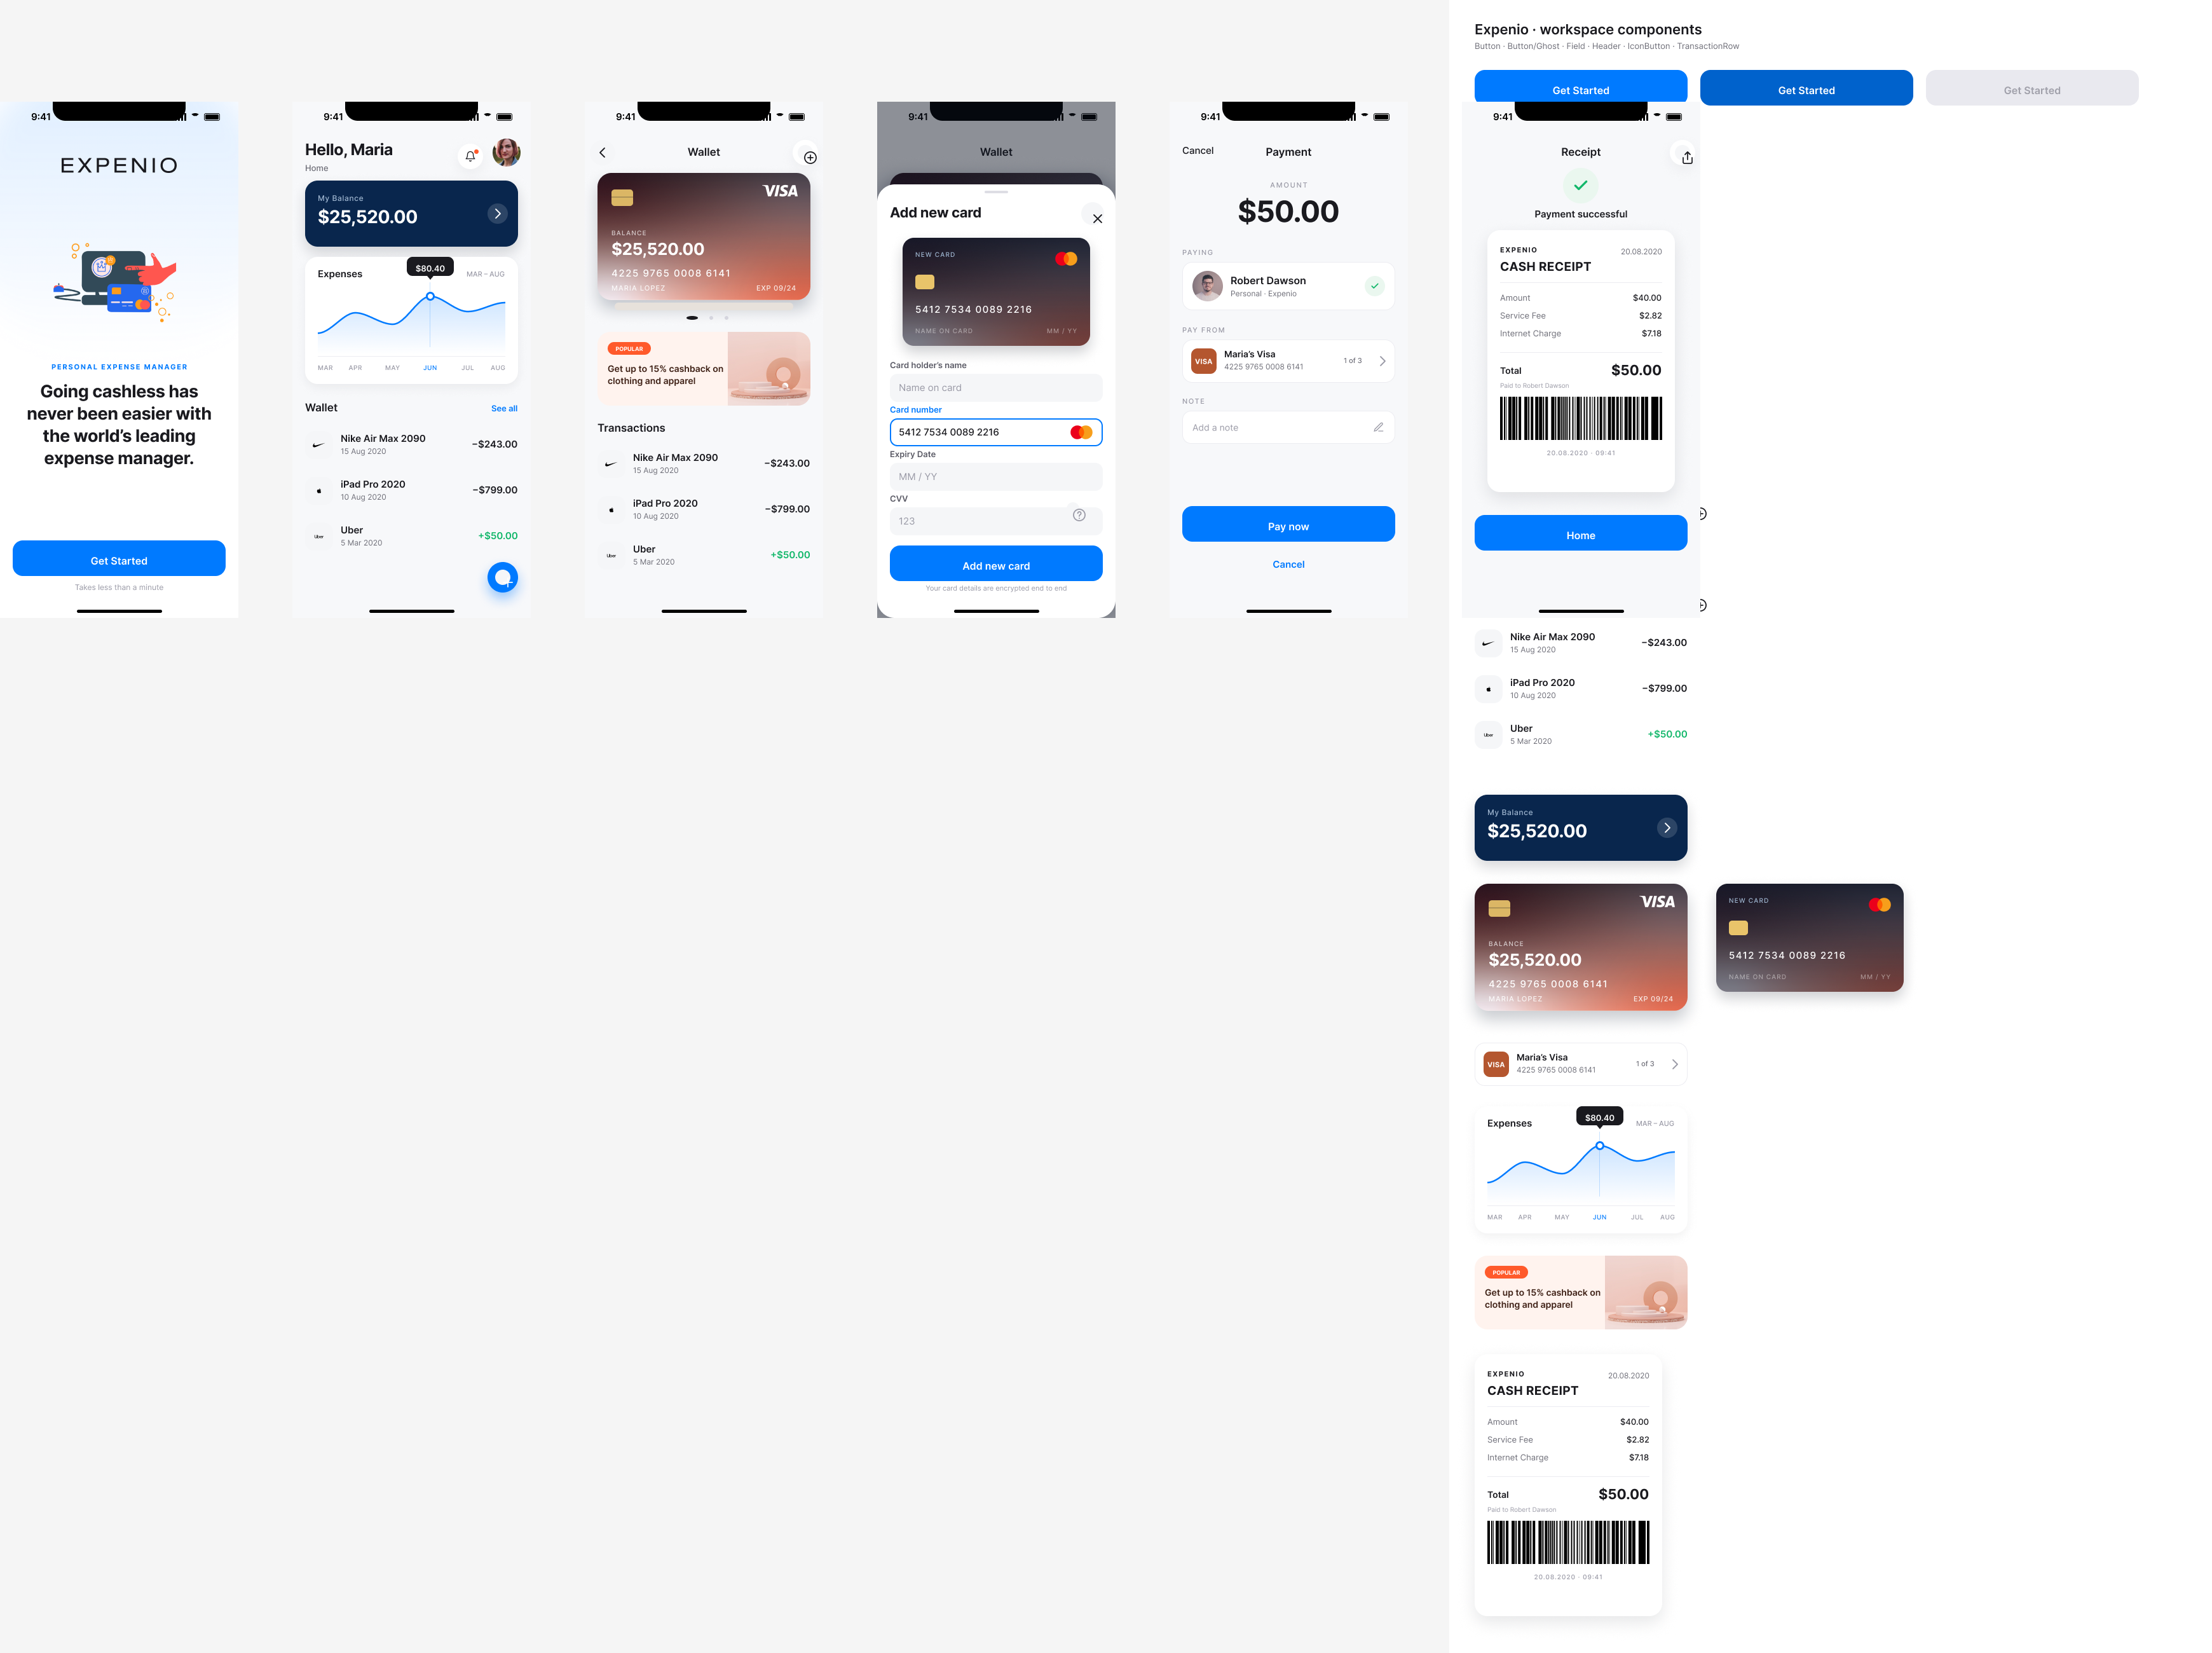 Expenio · workspace components
Button · Button/Ghost · Field · Header · IconButton · TransactionRow
Get Started
Get Started
Get Started
9:41
EXPENIO
PERSONAL EXPENSE MANAGER
Going cashless has
never been easier with
the world’s leading
expense manager.
Get Started
Takes less than a minute
9:41
Hello, Maria
Home
My Balance
$25,520.00
Expenses
$80.40
MAR – AUG
MAR APR MAY JUN JUL AUG
Wallet
See all
Nike Air Max 2090
15 Aug 2020
−$243.00
iPad Pro 2020
10 Aug 2020
−$799.00
Uber
Uber
5 Mar 2020
+$50.00
9:41
Wallet
VISA
BALANCE
$25,520.00
4225 9765 0008 6141
MARIA LOPEZ
EXP 09/24
POPULAR
Get up to 15% cashback on
clothing and apparel
Transactions
Nike Air Max 2090
15 Aug 2020
−$243.00
iPad Pro 2020
10 Aug 2020
−$799.00
Uber
Uber
5 Mar 2020
+$50.00
9:41
Wallet
Add new card
NEW CARD
5412 7534 0089 2216
NAME ON CARD
MM / YY
Card holder’s name
Name on card
Card number
5412 7534 0089 2216
Expiry Date
MM / YY
CVV
123
Add new card
Your card details are encrypted end to end
9:41
Cancel
Payment
AMOUNT
$50.00
PAYING
Robert Dawson
Personal · Expenio
PAY FROM
VISA
Maria’s Visa
4225 9765 0008 6141
1 of 3
NOTE
Add a note
Pay now
Cancel
9:41
Receipt
Payment successful
EXPENIO
20.08.2020
CASH RECEIPT
Amount
$40.00
Service Fee
$2.82
Internet Charge
$7.18
Total
$50.00
Paid to Robert Dawson
20.08.2020 · 09:41
Home
Nike Air Max 2090
15 Aug 2020
−$243.00
iPad Pro 2020
10 Aug 2020
−$799.00
Uber
Uber
5 Mar 2020
+$50.00
My Balance
$25,520.00
VISA
BALANCE
$25,520.00
4225 9765 0008 6141
MARIA LOPEZ
EXP 09/24
NEW CARD
5412 7534 0089 2216
NAME ON CARD
MM / YY
VISA
Maria’s Visa
4225 9765 0008 6141
1 of 3
Expenses
$80.40
MAR – AUG
MAR APR MAY JUN JUL AUG
POPULAR
Get up to 15% cashback on
clothing and apparel
EXPENIO
20.08.2020
CASH RECEIPT
Amount
$40.00
Service Fee
$2.82
Internet Charge
$7.18
Total
$50.00
Paid to Robert Dawson
20.08.2020 · 09:41